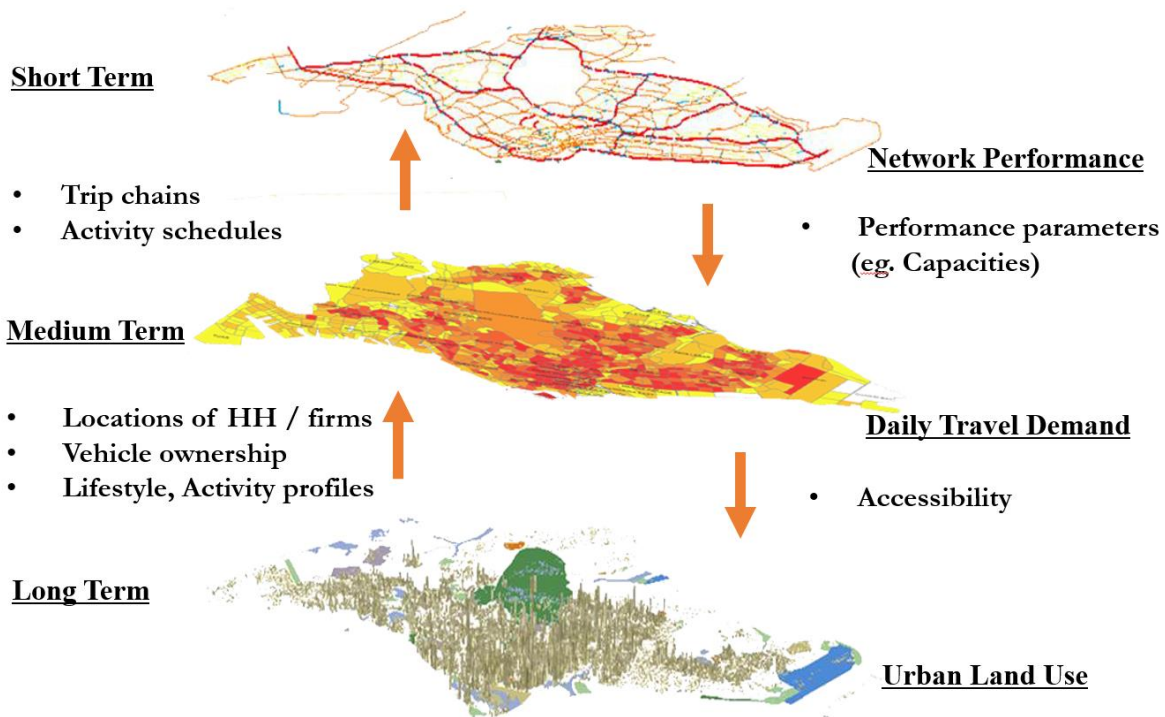 Short Term
Network Performance
• Trip chains
• Activity schedules
• Performance parameters
(eg. Capacities)
Medium Term
• Locations of HH / firms
• Vehicle ownership
• Lifestyle, Activity profiles
Daily Travel Demand
• Accessibility
Long Term
Urban Land Use